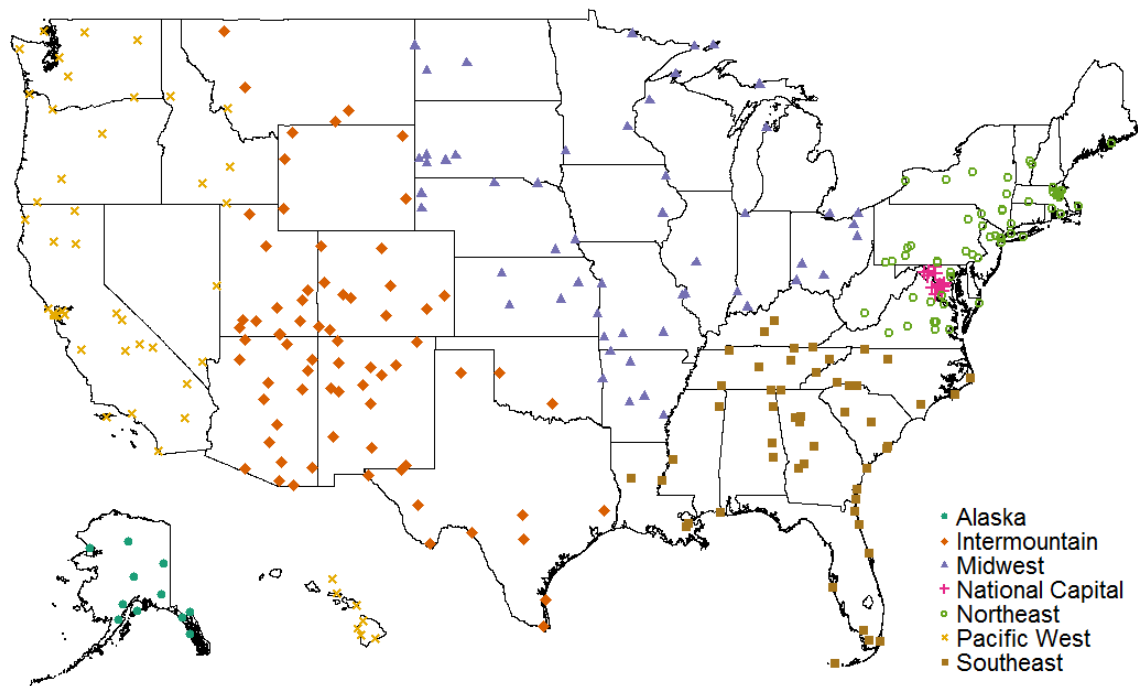 Alaska
Intermountain
Midwest
National Capital
Northeast
Pacific West
Southeast